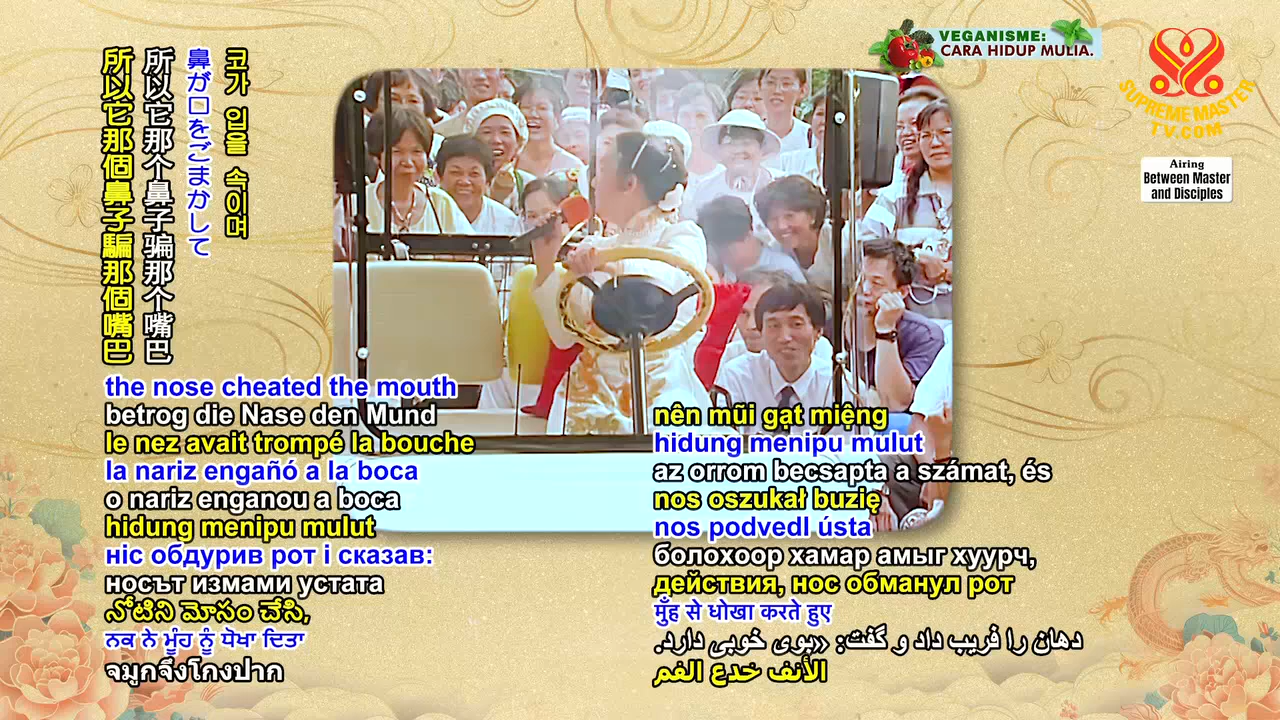 VEGANISME:
CARA HIDUP MULIA.
SUPREME MASTER
TV.COM
Airing
Between Master
and Disciples
코가 입을 속이며
鼻が口をごまかして
所以它那个鼻子骗那个嘴巴
所以它那個鼻子騙那個嘴巴
the nose cheated the mouth
betrog die Nase den Mund
le nez avait trompé la bouche
la nariz engañó a la boca
o nariz enganou a boca
hidung menipu mulut
ніс обдурив рот і сказав:
носът измами устата
నోటిని మోసం చేసి,
ਨਕ ਨੇ ਮੂੰਹ ਨੂੰ ਧੋਖਾ ਦਿਤਾ
จมูกจึงโกงปาก
nên mũi gạt miệng
hidung menipu mulut
az orrom becsapta a számat, és
nos oszukał buzię
nos podvedl ústa
болохоор хамар амыг хуурч,
действия, нос обманул рот
मुँह से धोखा करते हुए
دهان را فریب داد و گفت: «بوی خوبی دارد.
الأنف خدع الفم